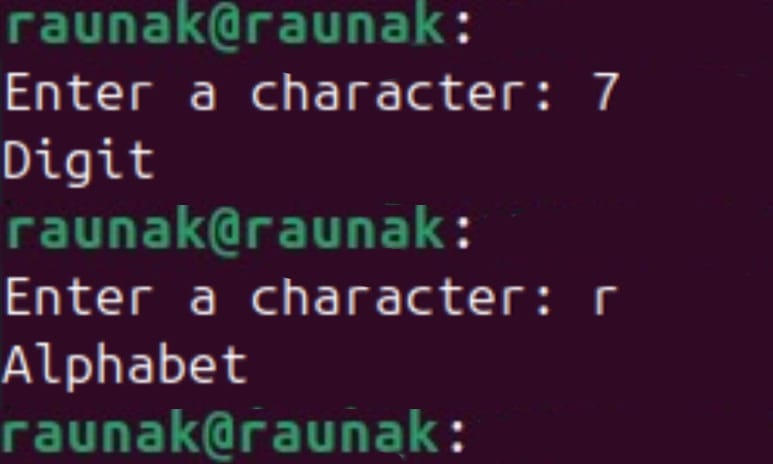 raunak@raunak:
Enter a character: 7
Digit
raunak@raunak:
Enter a character: r
Alphabet
raunak@raunak: